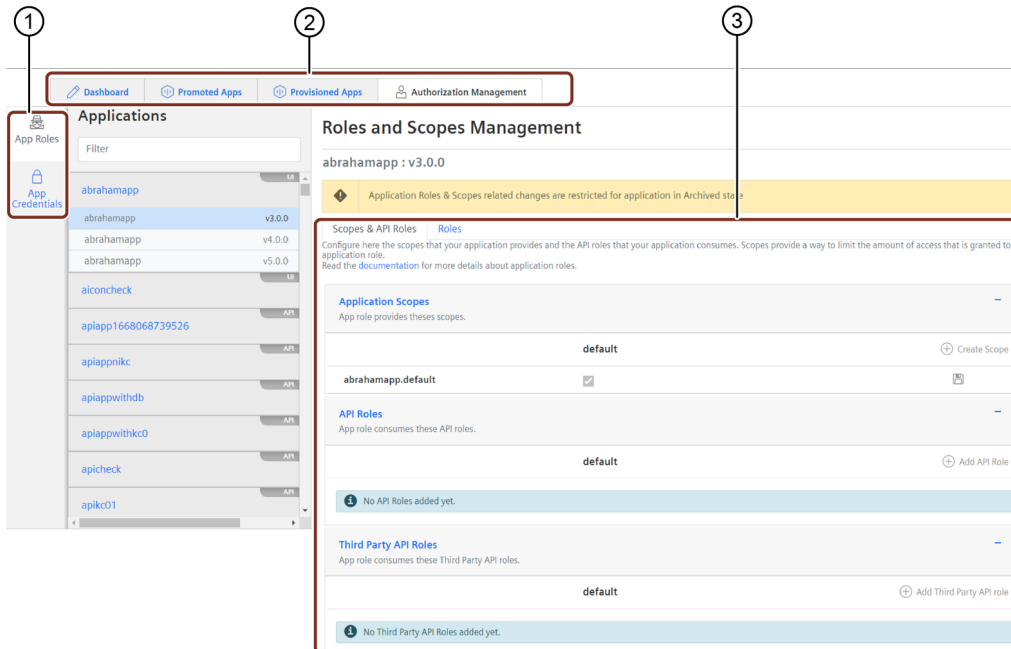 1
2
3
Dashboard
Promoted Apps
Provisioned Apps
Authorization Management
App Roles
App
Credentials
Applications
Filter
abrahamapp
UI
abrahamapp v3.0.0
abrahamapp v4.0.0
abrahamapp v5.0.0
aiconcheck
UI
apiapp1668068739526
API
apiappnikc
API
apiappwithdb
API
apiappwithkc0
API
apicheck
API
apikc01
API
Roles and Scopes Management
abrahamapp : v3.0.0
Application Roles & Scopes related changes are restricted for application in Archived state
Scopes & API Roles
Roles
Configure here the scopes that your application provides and the API roles that your application consumes. Scopes provide a way to limit the amount of access that is granted to
application role.
Read the documentation for more details about application roles.
Application Scopes
App role provides theses scopes.
default
Create Scope
abrahamapp.default
API Roles
App role consumes these API roles.
default
Add API Role
No API Roles added yet.
Third Party API Roles
App role consumes these Third Party API roles.
default
Add Third Party API role
No Third Party API Roles added yet.